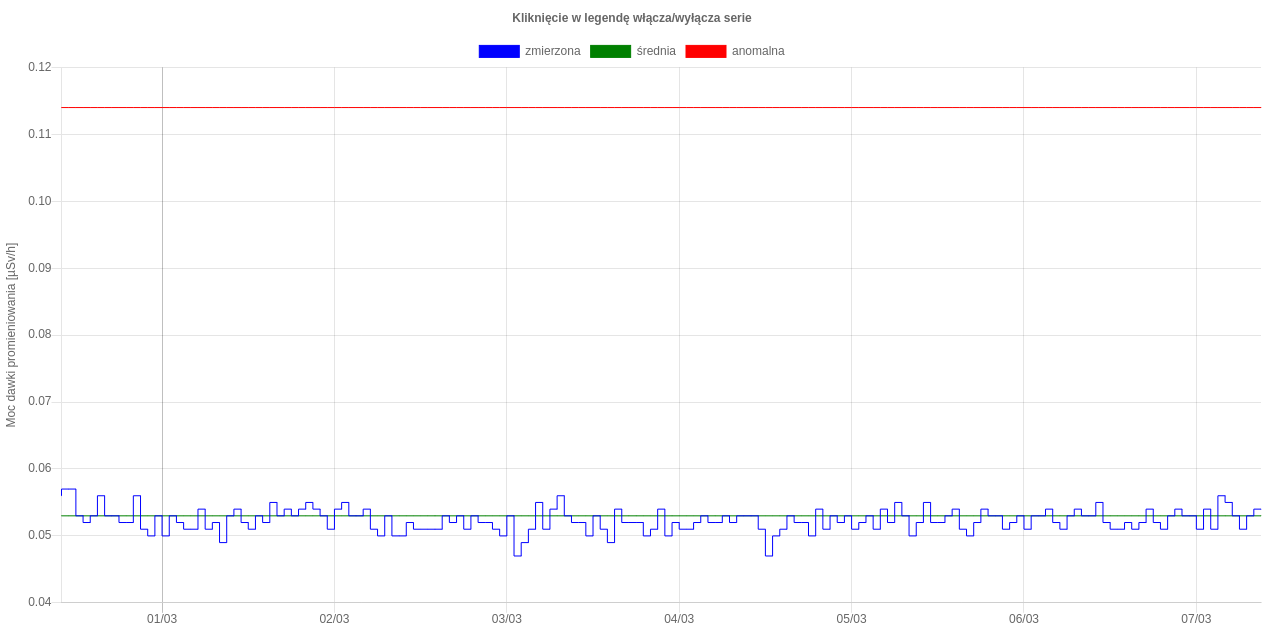 Kliknięcie w legendę włącza/wyłącza serie
zmierzona średnia anomalna
Moc dawki promieniowania [µSv/h]
0.12
0.11
0.10
0.09
0.08
0.07
0.06
0.05
0.04
01/03 02/03 03/03 04/03 05/03 06/03 07/03